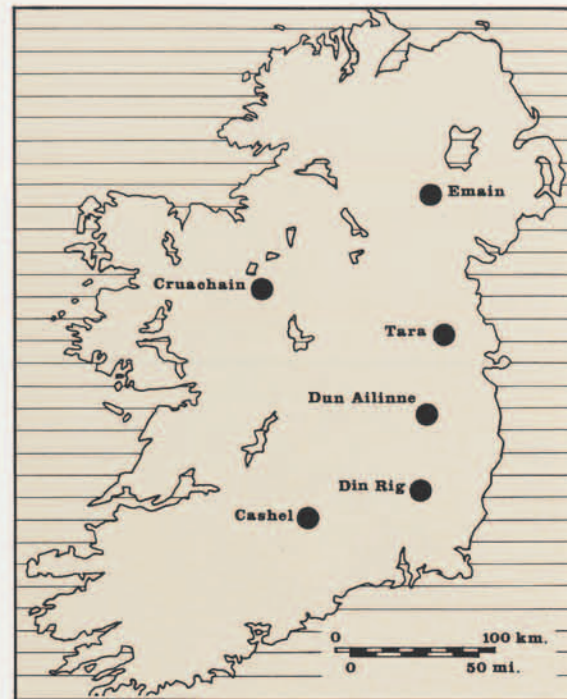 Emain
Cruachain
Tara
Dun Ailinne
Din Rig
Cashel
0 100 km.
0 50 mi.